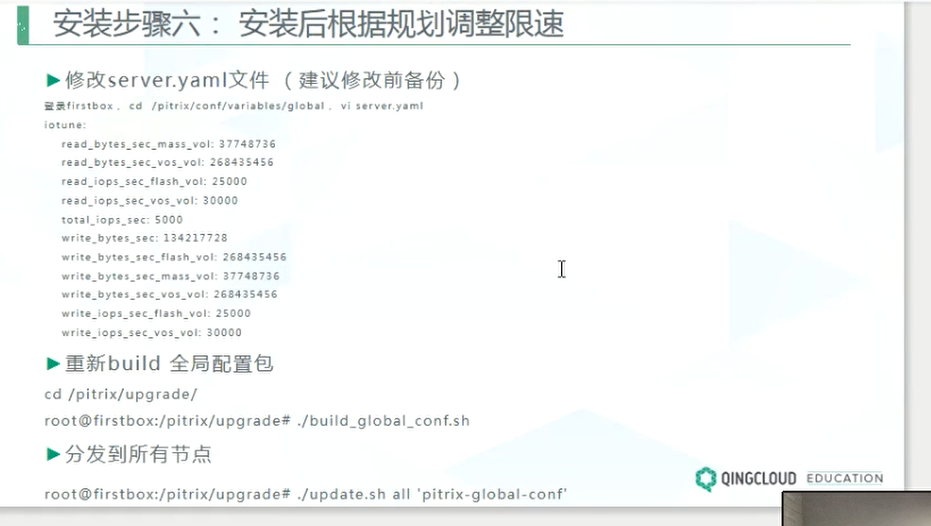 安装步骤六：安装后根据规划调整限速
▶修改server.yaml文件（建议修改前备份）
登录firstbox，cd /pitrix/conf/variables/global，vi server.yaml
iotune:
read_bytes_sec_mass_vol: 37748736
read_bytes_sec_vos_vol: 268435456
read_iops_sec_flash_vol: 25000
read_iops_sec_vos_vol: 30000
total_iops_sec: 5000
write_bytes_sec: 134217728
write_bytes_sec_flash_vol: 268435456
write_bytes_sec_mass_vol: 37748736
write_bytes_sec_vos_vol: 268435456
write_iops_sec_flash_vol: 25000
write_iops_sec_vos_vol: 30000
▶重新build 全局配置包
cd /pitrix/upgrade/
root@firstbox:/pitrix/upgrade# ./build_global_conf.sh
▶分发到所有节点
root@firstbox:/pitrix/upgrade# ./update.sh all 'pitrix-global-conf'
QINGCLOUD EDUCATION